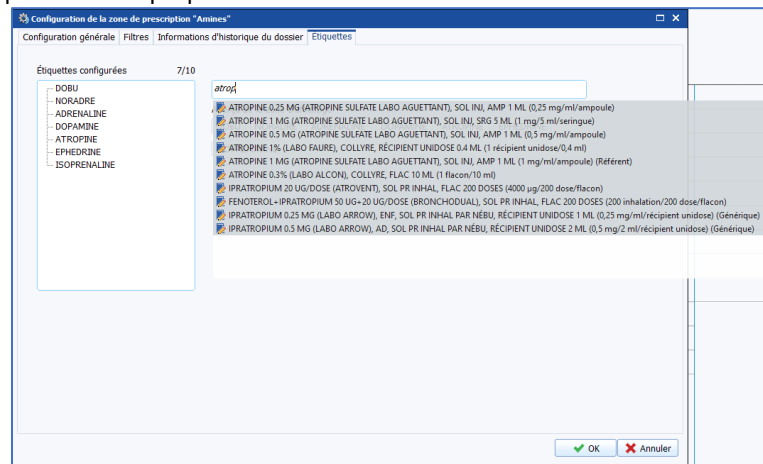 Configuration de la zone de prescription "Amines"
Configuration générale Filtres Informations d'historique du dossier Étiquettes
Étiquettes configurées 7/10
DOBU
NORADRE
ADRENALINE
DOPAMINE
ATROPINE
EPHEDRINE
ISOPRENALINE
atrop
ATROPINE 0.25 MG (ATROPINE SULFATE LABO AGUETTANT), SOL INJ, AMP 1 ML (0,25 mg/ml/ampoule)
ATROPINE 1 MG (ATROPINE SULFATE LABO AGUETTANT), SOL INJ, SRG 5 ML (1 mg/5 ml/seringue)
ATROPINE 0.5 MG (ATROPINE SULFATE LABO AGUETTANT), SOL INJ, AMP 1 ML (0,5 mg/ml/ampoule)
ATROPINE 1% (LABO FAURE), COLLYRE, RÉCIPIENT UNIDOSE 0.4 ML (1 récipient unidose/0,4 ml)
ATROPINE 1 MG (ATROPINE SULFATE LABO AGUETTANT), SOL INJ, AMP 1 ML (1 mg/ml/ampoule) (Référent)
ATROPINE 0.3% (LABO ALCON), COLLYRE, FLAC 10 ML (1 flacon/10 ml)
IPRATROPIUM 20 UG/DOSE (ATROVENT), SOL PR INHAL, FLAC 200 DOSES (4000 µg/200 dose/flacon)
FENOTEROL+IPRATROPIUM 50 UG+20 UG/DOSE (BRONCHODUAL), SOL PR INHAL, FLAC 200 DOSES (200 inhalation/200 dose/flacon)
IPRATROPIUM 0.25 MG (LABO ARROW), ENF, SOL PR INHAL PAR NÉBU, RÉCIPIENT UNIDOSE 1 ML (0,25 mg/ml/récipient unidose) (Générique)
IPRATROPIUM 0.5 MG (LABO ARROW), AD, SOL PR INHAL PAR NÉBU, RÉCIPIENT UNIDOSE 2 ML (0,5 mg/2 ml/récipient unidose) (Générique)
OK Annuler